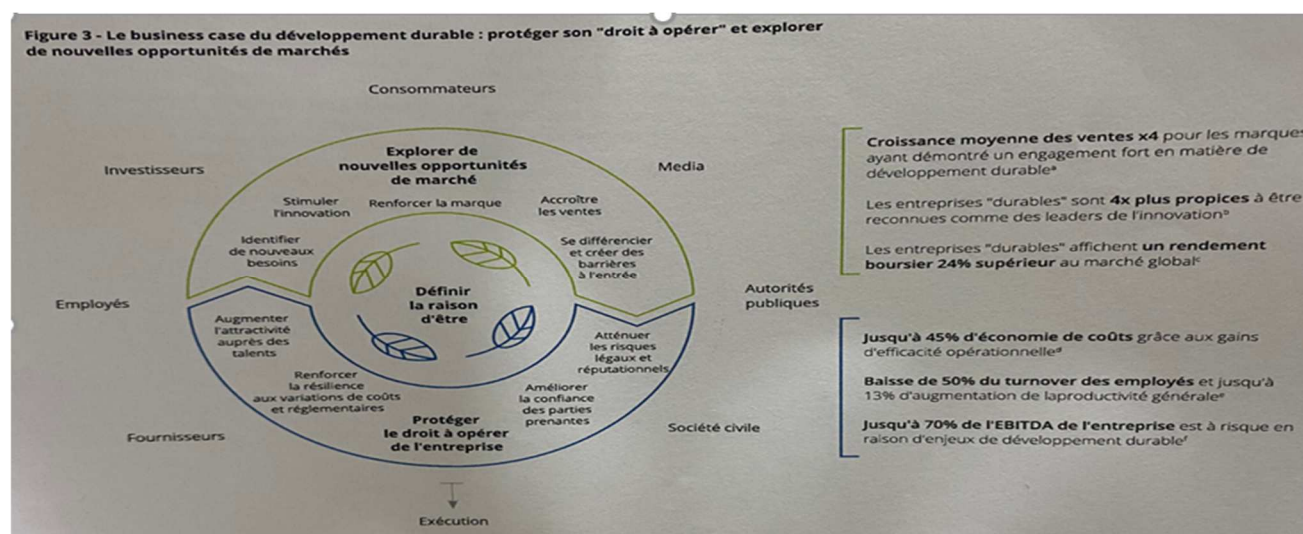 Figure 3 - Le business case du développement durable : protéger son "droit à opérer" et explorer
de nouvelles opportunités de marchés
Consommateurs
Investisseurs
Media
Employés
Autorités
publiques
Fournisseurs
Société civile
Explorer de
nouvelles opportunités
de marché
Stimuler
l'innovation
Renforcer la marque
Accroître
les ventes
Identifier
de nouveaux
besoins
Se différencier
et créer des
barrières
à l'entrée
Définir
la raison
d'être
Augmenter
l'attractivité
auprès des
talents
Atténuer
les risques
légaux et
réputationnels
Renforcer
la résilience
aux variations de coûts
et réglementaires
Améliorer
la confiance
des parties
prenantes
Protéger
le droit à opérer
de l'entreprise
Exécution
Croissance moyenne des ventes x4 pour les marques
ayant démontré un engagement fort en matière de
développement durableᵃ
Les entreprises "durables" sont 4x plus propices à être
reconnues comme des leaders de l'innovationᵇ
Les entreprises "durables" affichent un rendement
boursier 24% supérieur au marché globalᶜ
Jusqu'à 45% d'économie de coûts grâce aux gains
d'efficacité opérationnelleᵈ
Baisse de 50% du turnover des employés et jusqu'à
13% d'augmentation de laproductivité généraleᵉ
Jusqu'à 70% de l'EBITDA de l'entreprise est à risque en
raison d'enjeux de développement durableᶠ